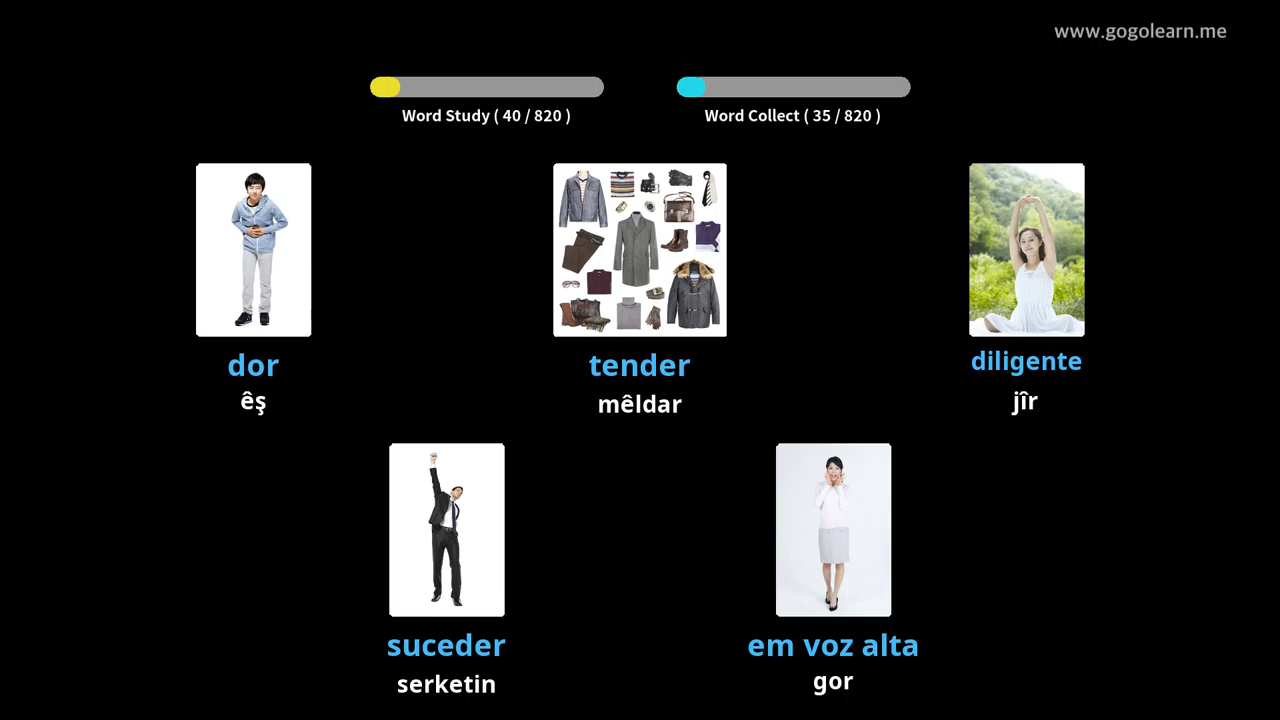 www.gogolearn.me
Word Study ( 40 / 820 )
Word Collect ( 35 / 820 )
dor
êş
tender
mêldar
diligente
jîr
suceder
serketin
em voz alta
gor